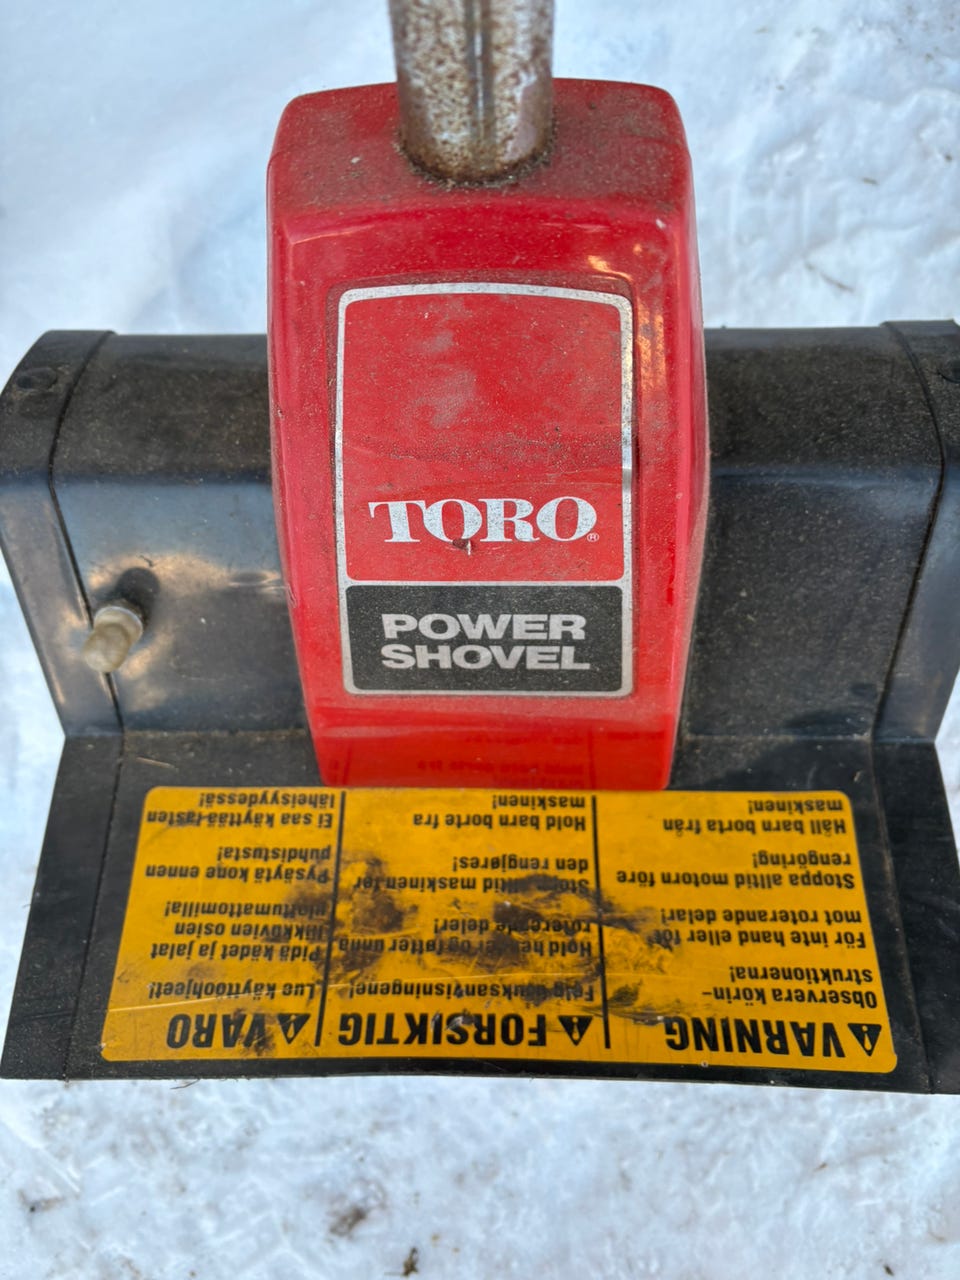 TORO®
POWER
SHOVEL
VARNING
Observera körin-
struktionerna!
För inte hand eller fot
mot roterande delar!
Stoppa alltid motorn före
rengöring!
Håll barn borta från
maskinen!
FORSIKTIG
Følg bruksanvisningene!
Hold hender og føtter unna
roterende deler!
Stopp alltid maskinen før
den rengjøres!
Hold barn borte fra
maskinen!
VARO
Lue käyttöohjeet!
Pidä kädet ja jalat
liikkuvien osien
ulottumattomilla!
Pysäytä kone ennen
puhdistusta!
Ei saa käyttää lasten
läheisyydessä!